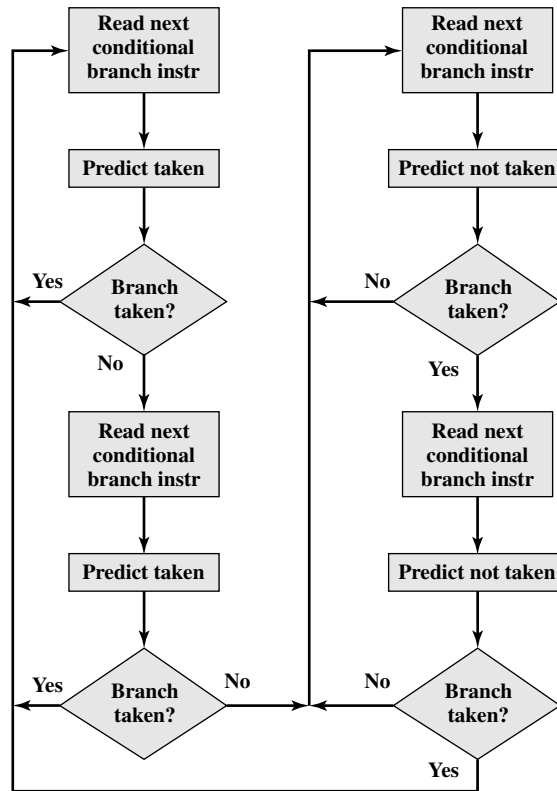 Read next
conditional
branch instr
Predict taken
Yes
Branch
taken?
No
Read next
conditional
branch instr
Predict taken
Yes
Branch
taken?
No
Read next
conditional
branch instr
Predict not taken
No
Branch
taken?
Yes
Read next
conditional
branch instr
Predict not taken
No
Branch
taken?
Yes